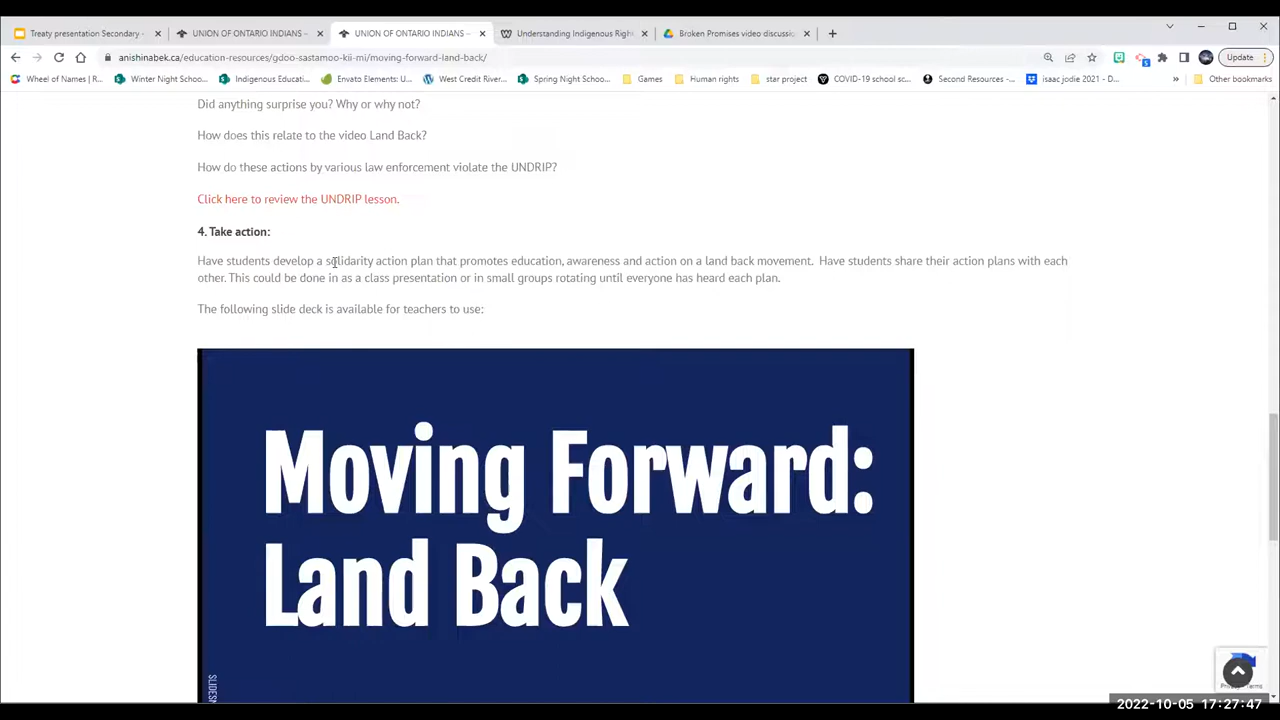 Treaty presentation Secondary -
UNION OF ONTARIO INDIANS –
UNION OF ONTARIO INDIANS –
Understanding Indigenous Righ
Broken Promises video discussi
anishinabek.ca/education-resources/gdoo-sastamoo-kii-mi/moving-forward-land-back/
Update
Wheel of Names | R...
Winter Night Schoo...
Indigenous Educati...
Envato Elements: U...
West Credit River...
Spring Night Schoo...
Games
Human rights
star project
COVID-19 school sc...
Second Resources -...
isaac jodie 2021 - D...
»
Other bookmarks
Did anything surprise you? Why or why not?
How does this relate to the video Land Back?
How do these actions by various law enforcement violate the UNDRIP?
Click here to review the UNDRIP lesson.
4. Take action:
Have students develop a solidarity action plan that promotes education, awareness and action on a land back movement.  Have students share their action plans with each
other. This could be done in as a class presentation or in small groups rotating until everyone has heard each plan.
The following slide deck is available for teachers to use:
Moving Forward:
Land Back
2022-10-05 17:27:47